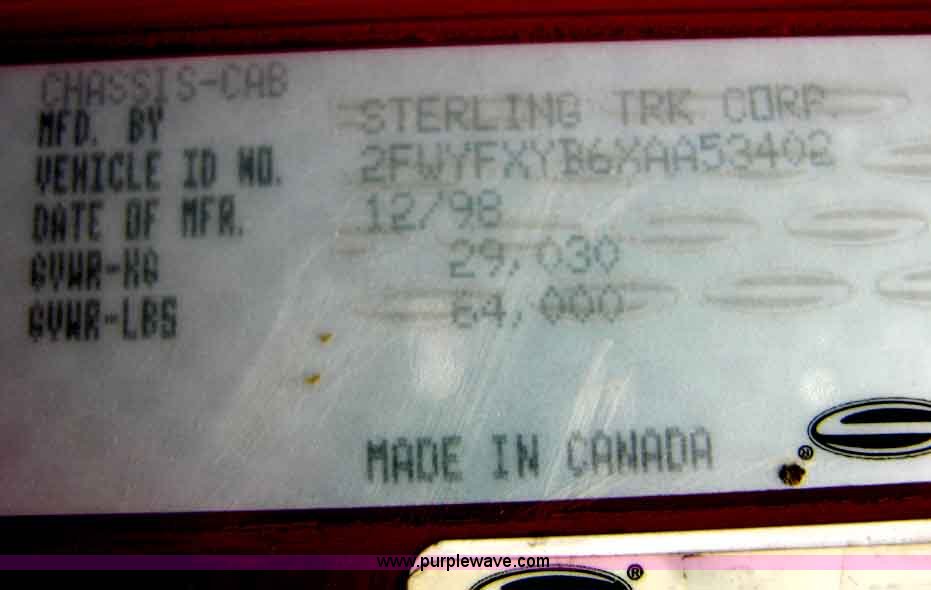 CHASSIS-CAB
MFD. BY STERLING TRK CORP.
VEHICLE ID NO. 2FWYFXYB6XAA53402
DATE OF MFR. 12/98
GVWR-KG 29,030
GVWR-LBS 64,000
MADE IN CANADA
®
www.purplewave.com
®